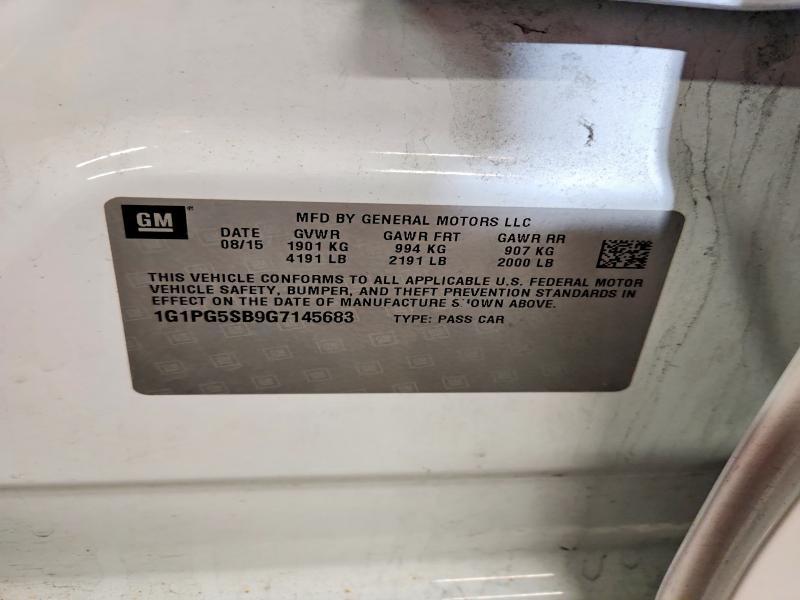 GM
MFD BY GENERAL MOTORS LLC
DATE GVWR GAWR FRT GAWR RR
08/15 1901 KG 994 KG 907 KG
4191 LB 2191 LB 2000 LB
THIS VEHICLE CONFORMS TO ALL APPLICABLE U.S. FEDERAL MOTOR
VEHICLE SAFETY, BUMPER, AND THEFT PREVENTION STANDARDS IN
EFFECT ON THE DATE OF MANUFACTURE SHOWN ABOVE.
1G1PG5SB9G7145683 TYPE: PASS CAR